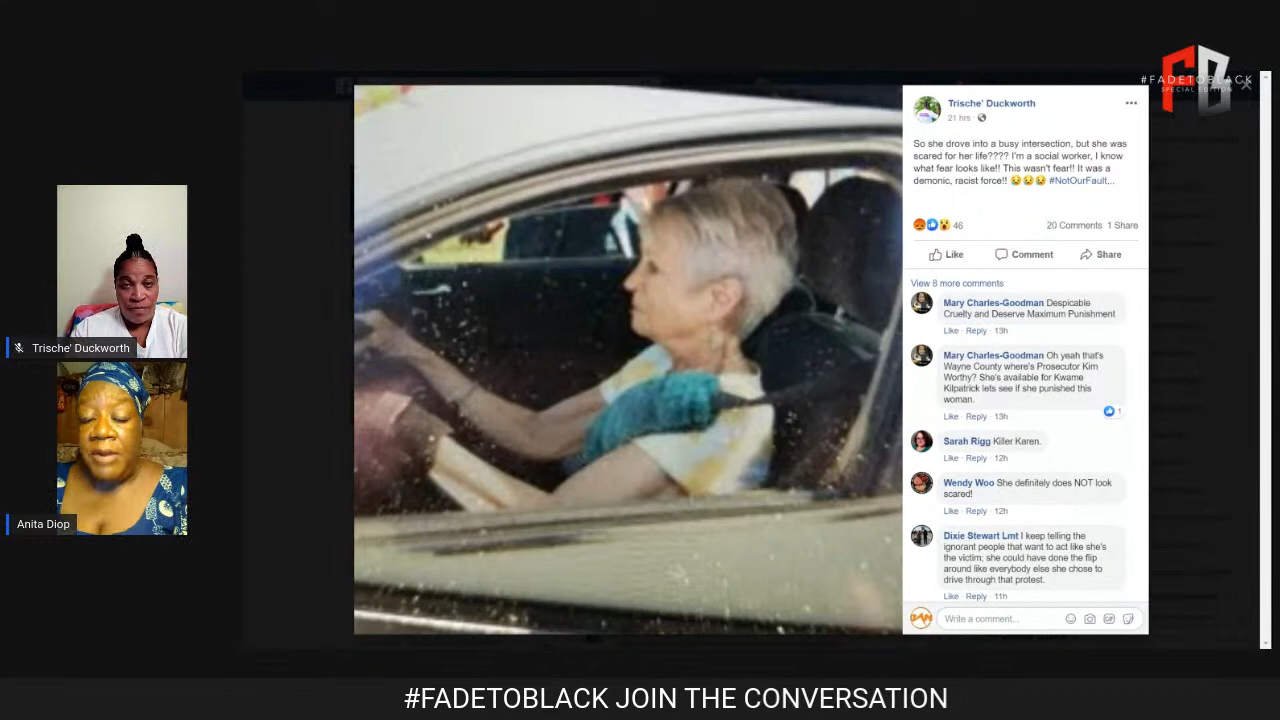 #FADETOBLACK
SPECIAL EDITION
Trische' Duckworth
21 hrs
So she drove into a busy intersection, but she was
scared for her life???? I'm a social worker, I know
what fear looks like!! This wasn't fear!! It was a
demonic, racist force!! 😢😢😢 #NotOurFault...
46
20 Comments 1 Share
Like
Comment
Share
View 8 more comments
Mary Charles-Goodman Despicable
Cruelty and Deserve Maximum Punishment
Like · Reply · 13h
Mary Charles-Goodman Oh yeah that's
Wayne County where's Prosecutor Kim
Worthy? She's available for Kwame
Kilpatrick lets see if she punished this
woman.
1
Like · Reply · 13h
Sarah Rigg Killer Karen.
Like · Reply · 12h
Wendy Woo She definitely does NOT look
scared!
Like · Reply · 12h
Dixie Stewart Lmt I keep telling the
ignorant people that want to act like she's
the victim; she could have done the flip
around like everybody else she chose to
drive through that protest.
Like · Reply · 11h
Write a comment...
GIF
Trische' Duckworth
Anita Diop
#FADETOBLACK JOIN THE CONVERSATION